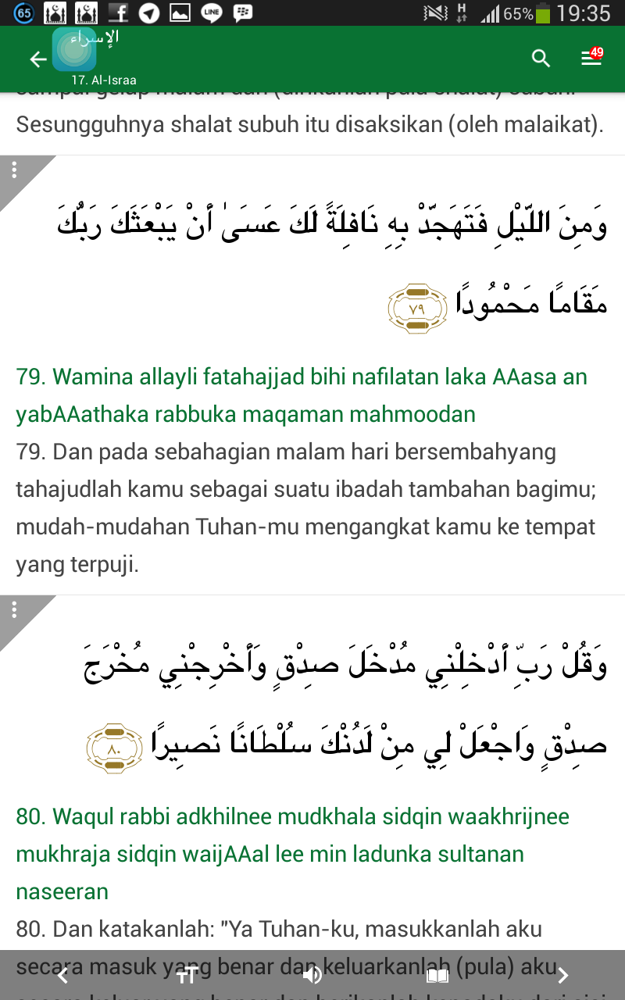 65
LINE
H
65%
19:35
الإسراء
17. Al-Israa
49
Sesungguhnya shalat subuh itu disaksikan (oleh malaikat).
وَمِنَ اللَّيْلِ فَتَهَجَّدْ بِهِ نَافِلَةً لَكَ عَسَىٰ أَنْ يَبْعَثَكَ رَبُّكَ
مَقَامًا مَحْمُودًا ٧٩
79. Wamina allayli fatahajjad bihi nafilatan laka AAasa an
yabAAathaka rabbuka maqaman mahmoodan
79. Dan pada sebahagian malam hari bersembahyang
tahajudlah kamu sebagai suatu ibadah tambahan bagimu;
mudah-mudahan Tuhan-mu mengangkat kamu ke tempat
yang terpuji.
وَقُلْ رَبِّ أَدْخِلْنِي مُدْخَلَ صِدْقٍ وَأَخْرِجْنِي مُخْرَجَ
صِدْقٍ وَاجْعَلْ لِي مِنْ لَدُنْكَ سُلْطَانًا نَصِيرًا ٨٠
80. Waqul rabbi adkhilnee mudkhala sidqin waakhrijnee
mukhraja sidqin waijAAal lee min ladunka sultanan
naseeran
80. Dan katakanlah: "Ya Tuhan-ku, masukkanlah aku
secara masuk yang benar dan keluarkanlah (pula) aku